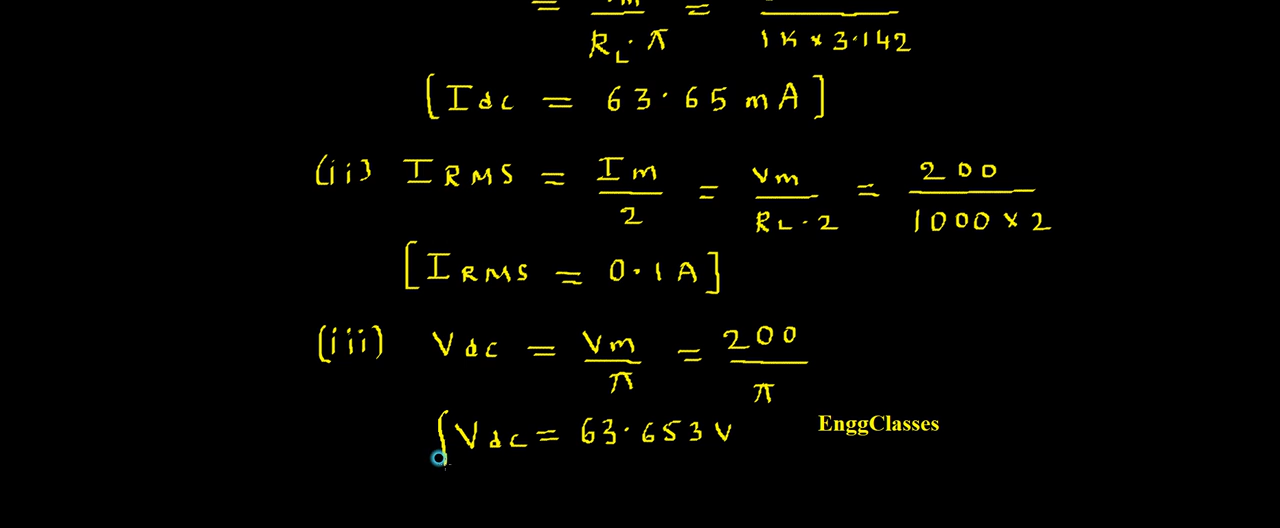 = m/RL·π = /1K × 3.142
[Idc = 63.65 mA]
(ii) IRMS = Im/2 = Vm/RL·2 = 200/1000×2
[IRMS = 0.1A]
(iii) Vdc = Vm/π = 200/π
[Vdc = 63.653 V
EnggClasses